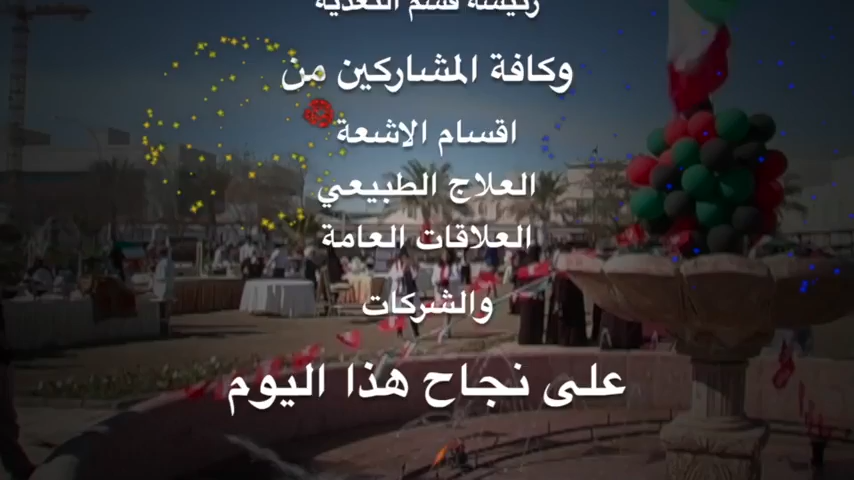 رئيسة قسم التغذية
وكافة المشاركين من
اقسام الاشعة
العلاج الطبيعي
العلاقات العامة
والشركات
على نجاح هذا اليوم